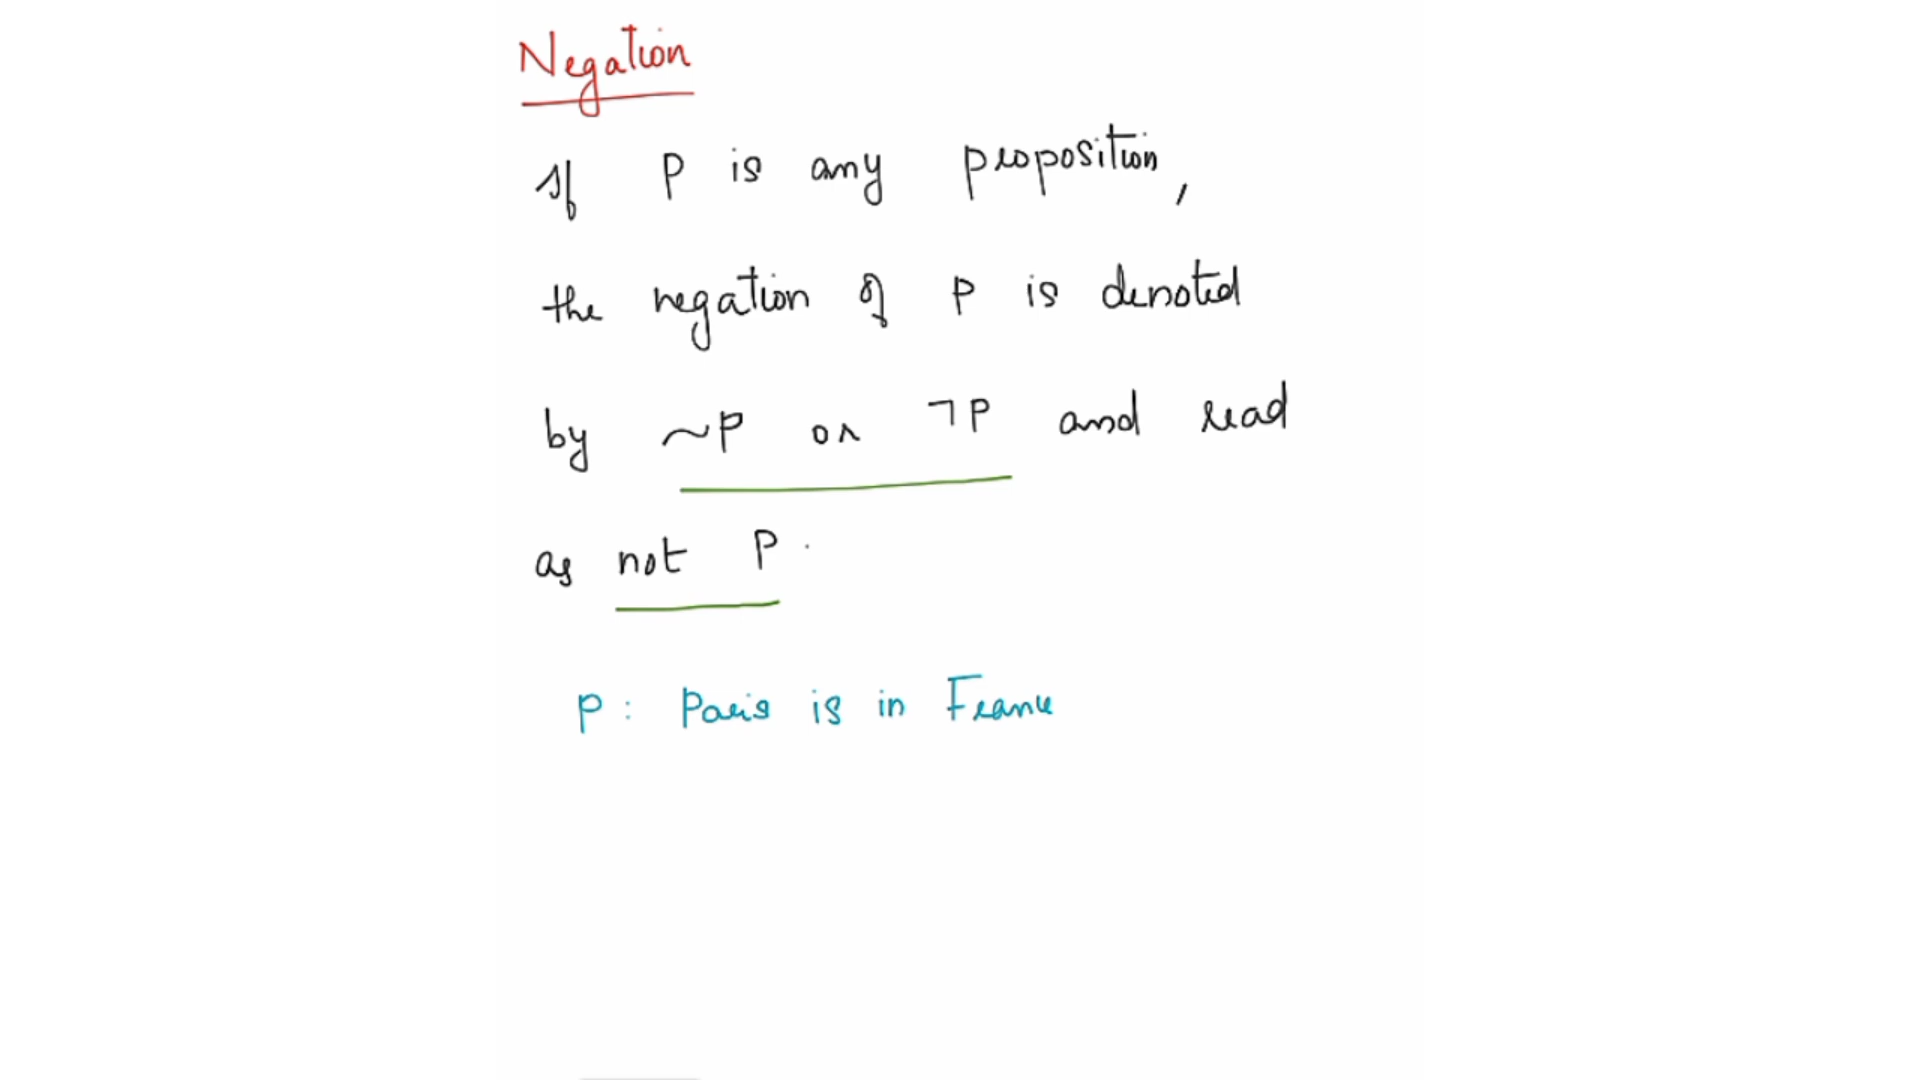 Negation
If P is any proposition,
the negation of P is denoted
by ~P or ¬P and read
as not P.
P: Paris is in France